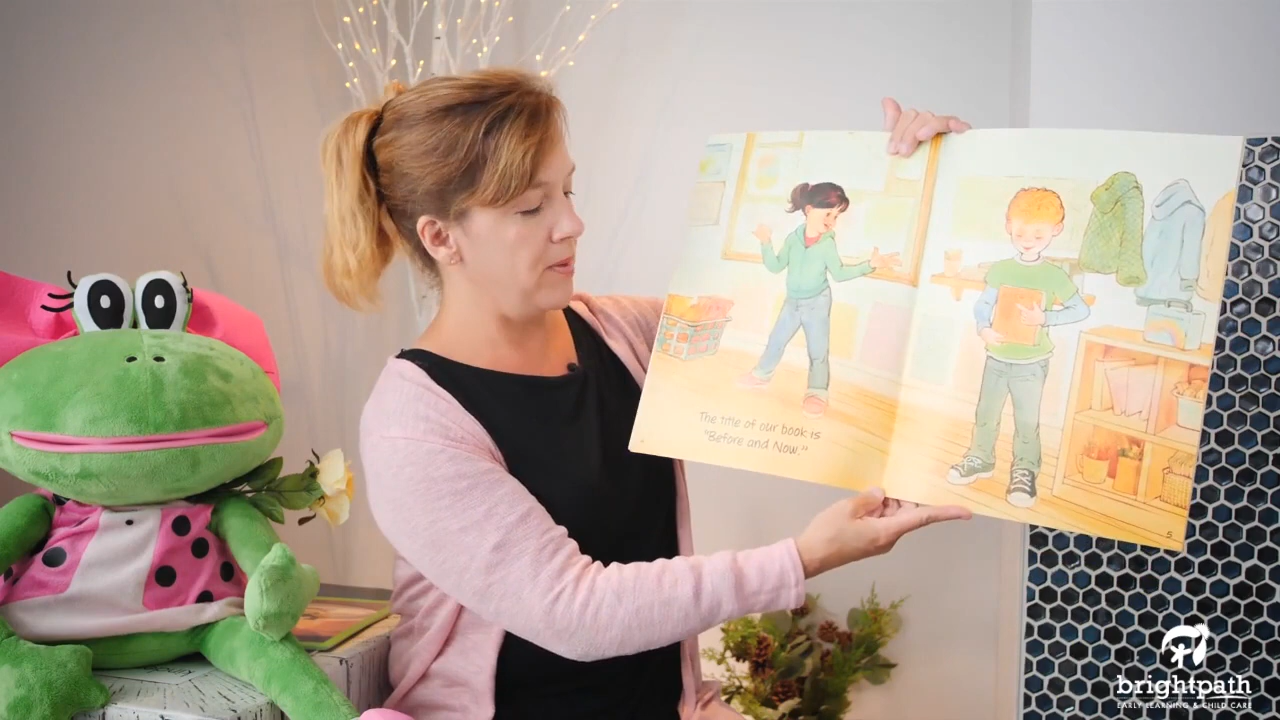 The title of our book is
"Before and Now."
5
brightpath
EARLY LEARNING & CHILD CARE